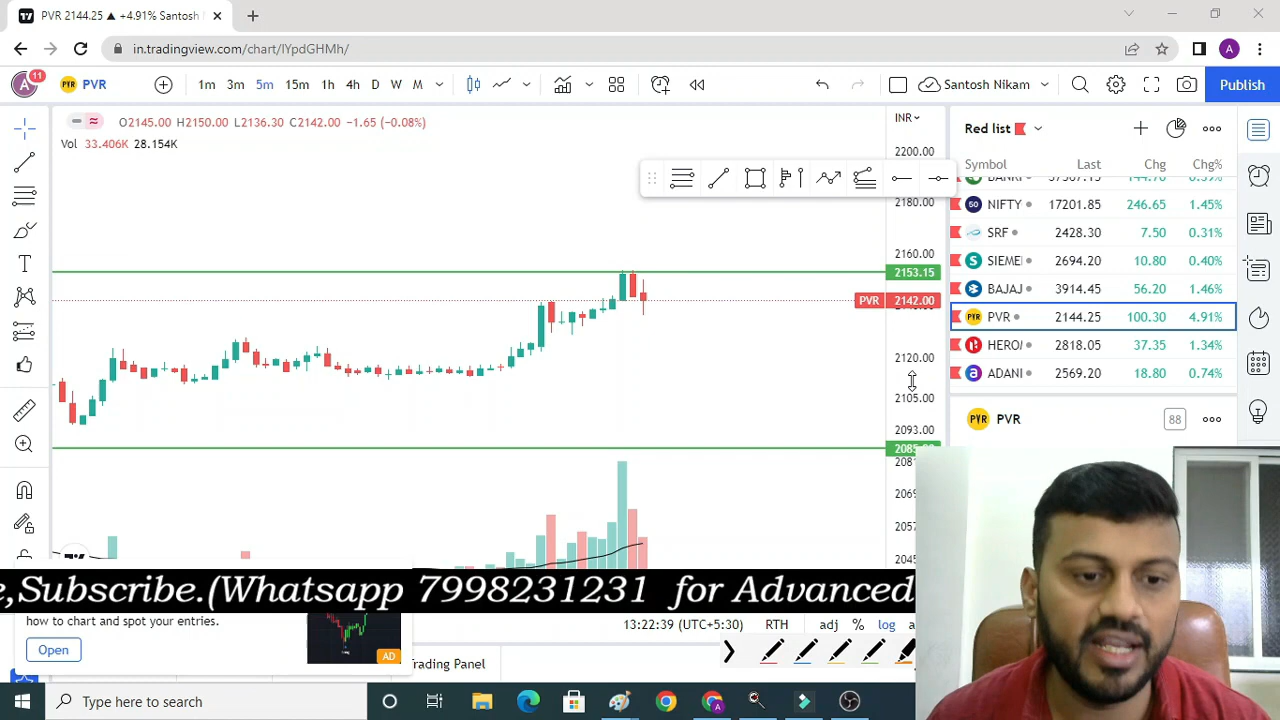 PVR 2144.25 ▲ +4.91% Santosh
in.tradingview.com/chart/IYpdGHMh/
A
A 11 PVR 1m 3m 5m 15m 1h 4h D W M Santosh Nikam Publish
O2145.00 H2150.00 L2136.30 C2142.00 −1.65 (−0.08%)
Vol 33.406K 28.154K
INR
2200.00
2180.00
2160.00
2153.15
PVR 2142.00
2120.00
2105.00
2093.00
Red list
Symbol Last Chg Chg%
NIFTY 17201.85 246.65 1.45%
SRF 2428.30 7.50 0.31%
SIEME 2694.20 10.80 0.40%
BAJAJ 3914.45 56.20 1.46%
PVR 2144.25 100.30 4.91%
HERO 2818.05 37.35 1.34%
ADANI 2569.20 18.80 0.74%
PVR 88
e,Subscribe.(Whatsapp 7998231231 for Advanced
how to chart and spot your entries.
Open
AD
13:22:39 (UTC+5:30) RTH adj % log
Trading Panel
Type here to search